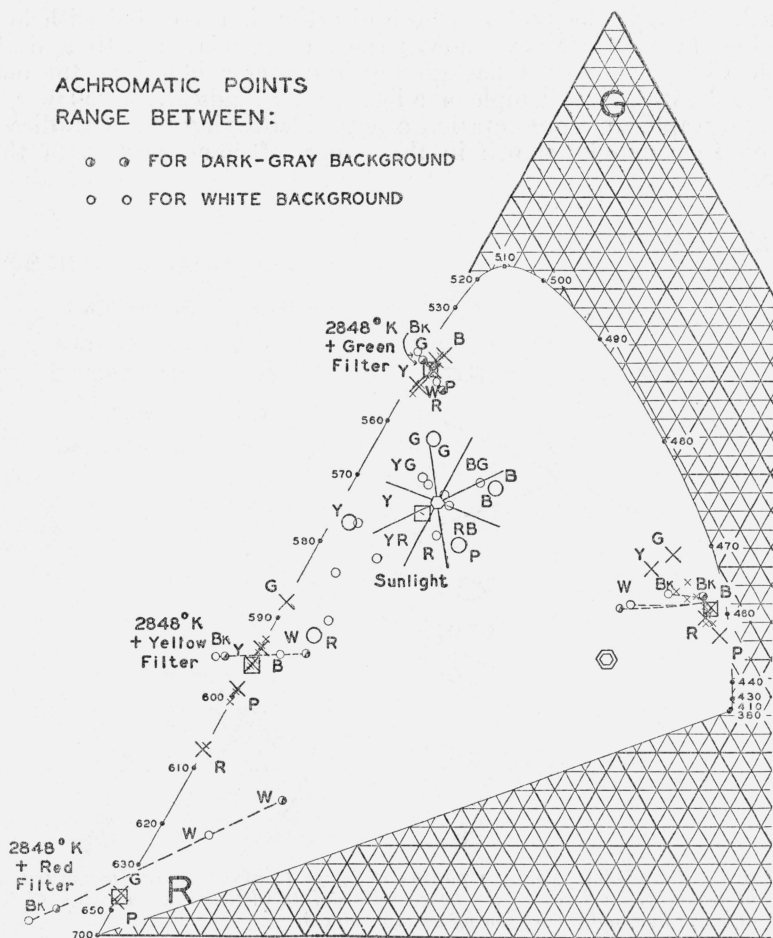 ACHROMATIC POINTS
RANGE BETWEEN:
FOR DARK-GRAY BACKGROUND
FOR WHITE BACKGROUND
G
510
520
500
530
490
2848°K
+ Green
Filter
BK
G
B
Y
P
W
R
560
480
G
G
570
YG
BG
B
B
Y
Y
580
YR
R
RB
P
Sunlight
470
G
Y
BK
BK
B
W
460
R
P
G
590
2848°K
+ Yellow
Filter
BK
Y
W
R
B
600
P
440
430
410
380
R
610
W
620
W
2848°K
+ Red
Filter
630
G
R
BK
650
P
700